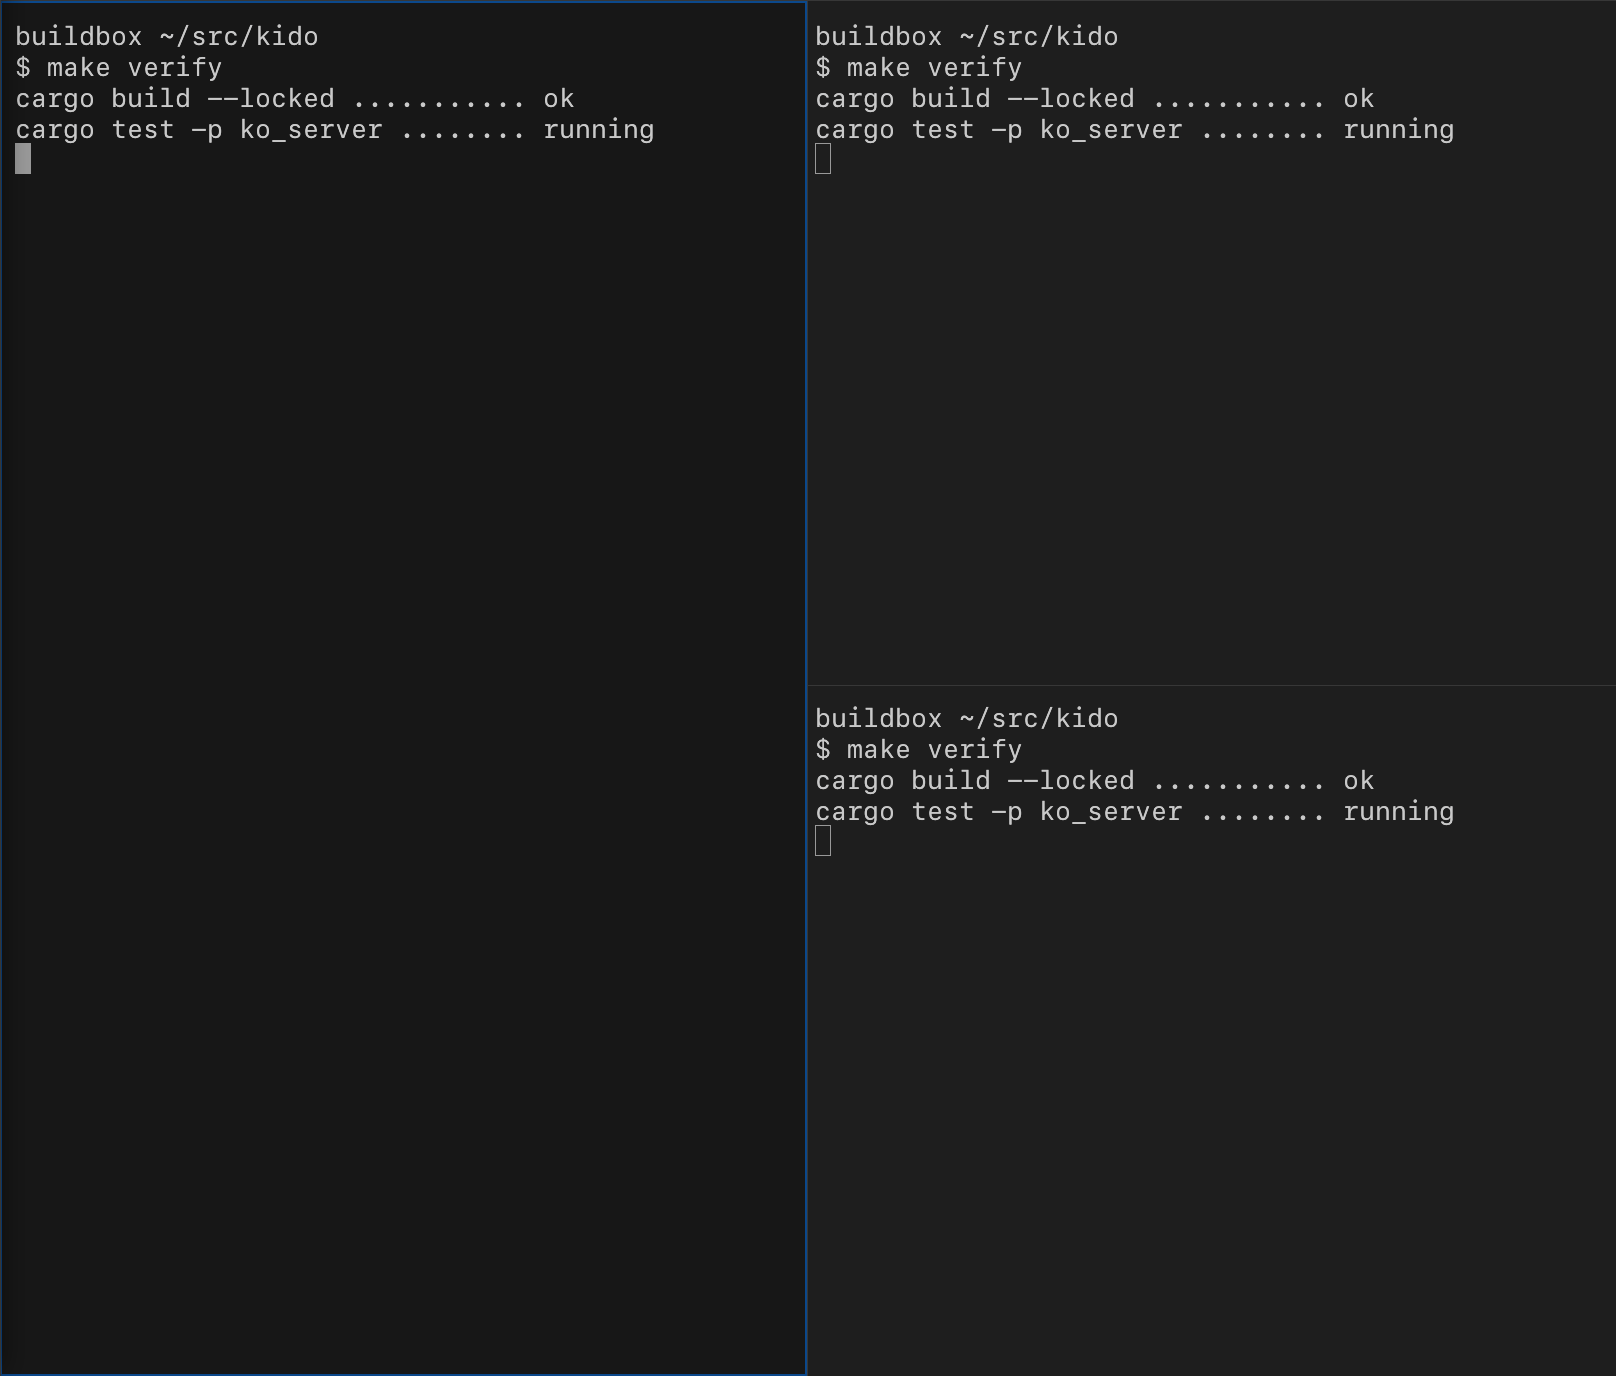 buildbox ~/src/kido
$ make verify
cargo build --locked ........... ok
cargo test -p ko_server ........ running
buildbox ~/src/kido
$ make verify
cargo build --locked ........... ok
cargo test -p ko_server ........ running
buildbox ~/src/kido
$ make verify
cargo build --locked ........... ok
cargo test -p ko_server ........ running